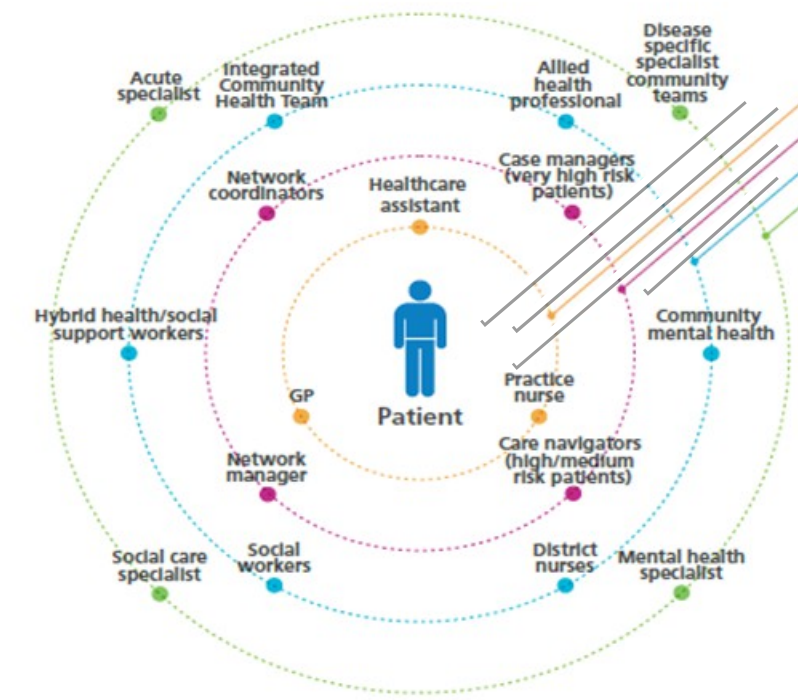 Disease
specific
specialist
community
teams
Acute
specialist
Integrated
Community
Health Team
Allied
health
professional
Network
coordinators
Healthcare
assistant
Case managers
(very high risk
patients)
Hybrid health/social
support workers
Community
mental health
GP
Patient
Practice
nurse
Network
manager
Care navigators
(high/medium
risk patients)
Social care
specialist
Social
workers
District
nurses
Mental health
specialist